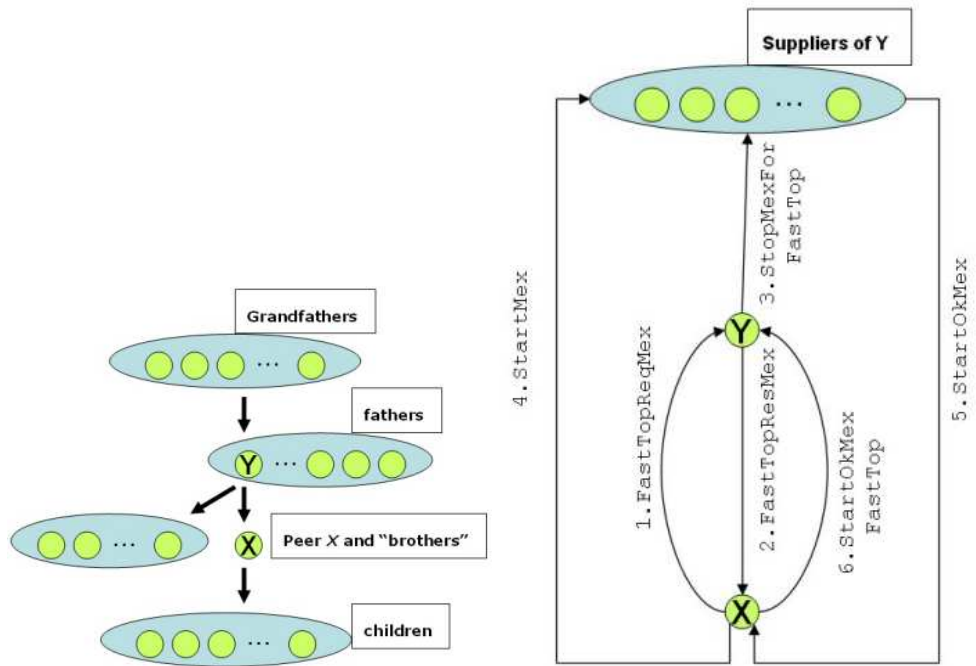 Grandfathers
...
fathers
Y ...
...
X
Peer X and "brothers"
...
children
Suppliers of Y
...
4.StartMex
3.StopMexFor
FastTop
5.StartOkMex
Y
1.FastTopReqMex
2.FastTopResMex
6.StartOkMex
FastTop
X